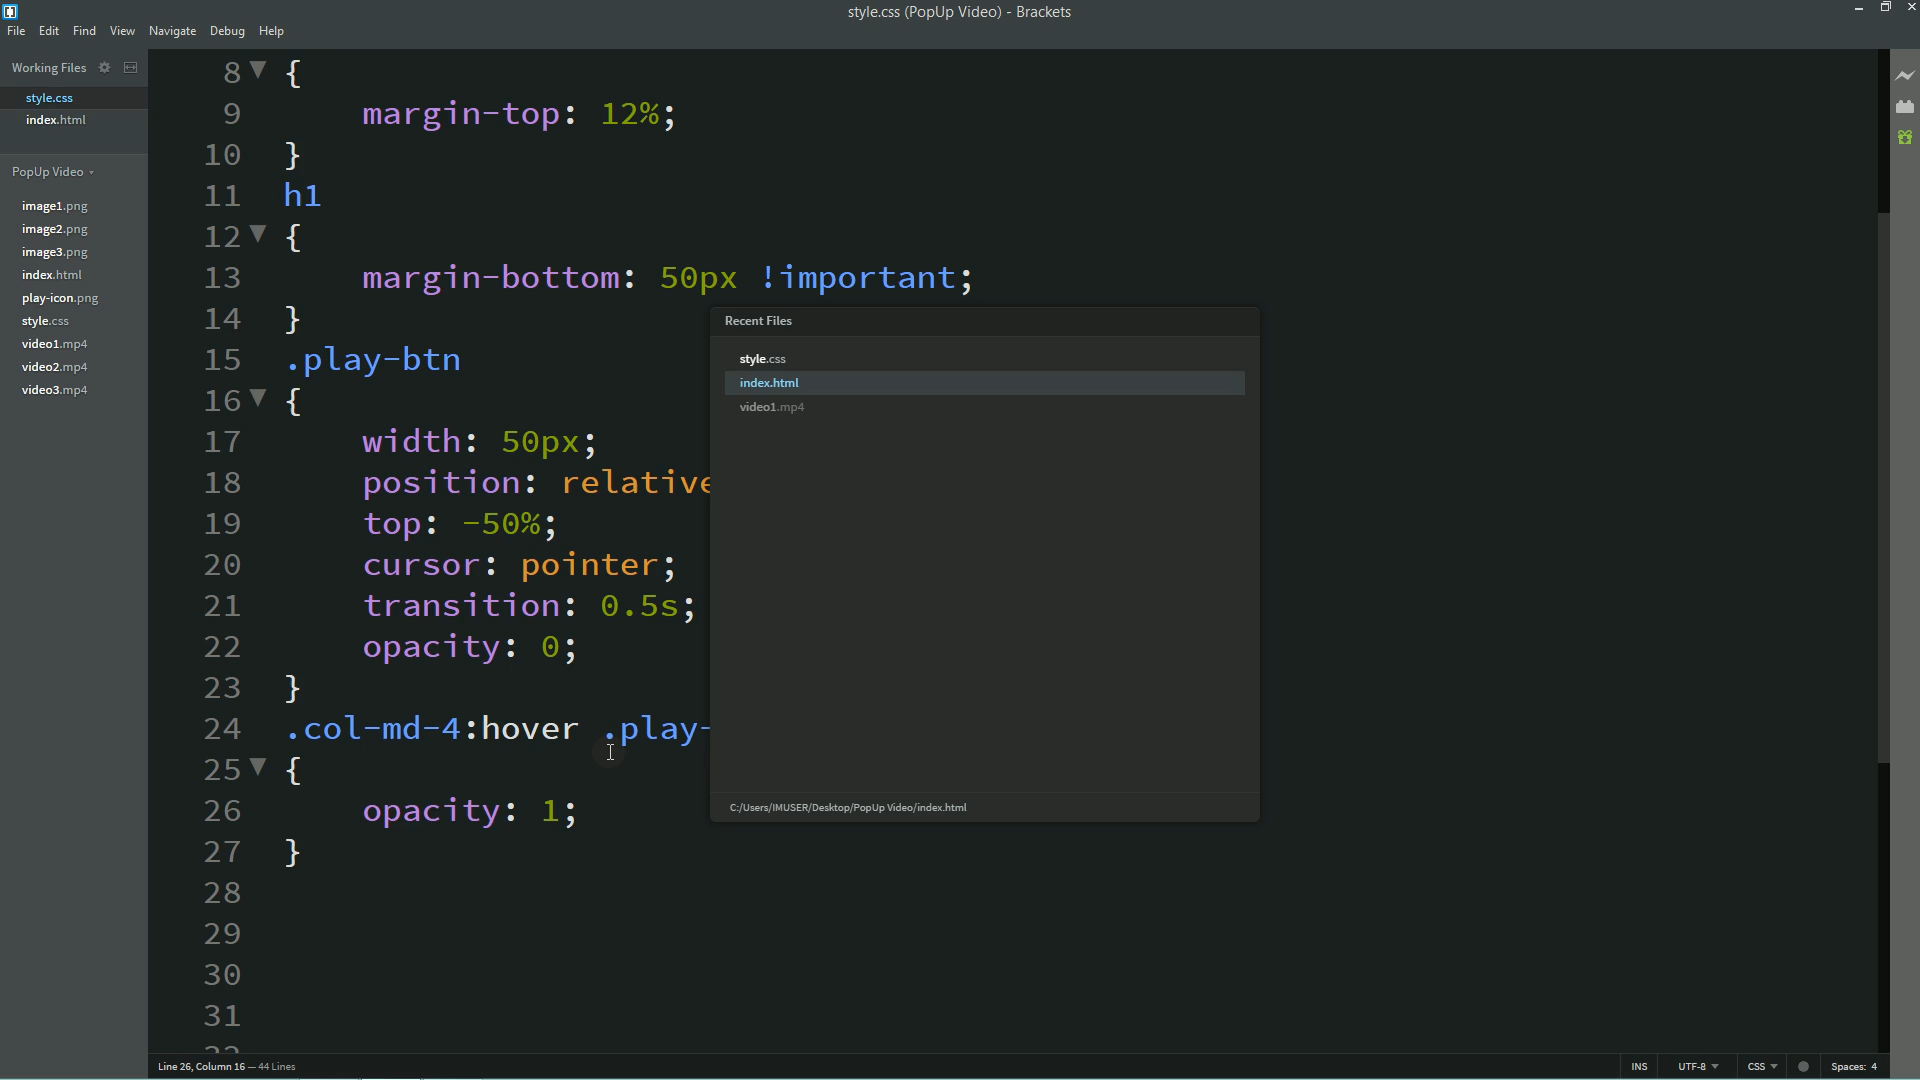 style.css (PopUp Video) - Brackets
File Edit Find View Navigate Debug Help
Working Files
style.css
index.html
PopUp Video
image1.png
image2.png
image3.png
index.html
play-icon.png
style.css
video1.mp4
video2.mp4
video3.mp4
8 {
9 margin-top: 12%;
10 }
11 h1
12 {
13 margin-bottom: 50px !important;
14 }
15 .play-btn
16 {
17 width: 50px;
18 position: relative
19 top: -50%;
20 cursor: pointer;
21 transition: 0.5s;
22 opacity: 0;
23 }
24 .col-md-4:hover .play-
25 {
26 opacity: 1;
27 }
28
29
30
31
Recent Files
style.css
index.html
video1.mp4
C:/Users/IMUSER/Desktop/PopUp Video/index.html
Line 26, Column 16 — 44 Lines
INS UTF-8 CSS Spaces: 4